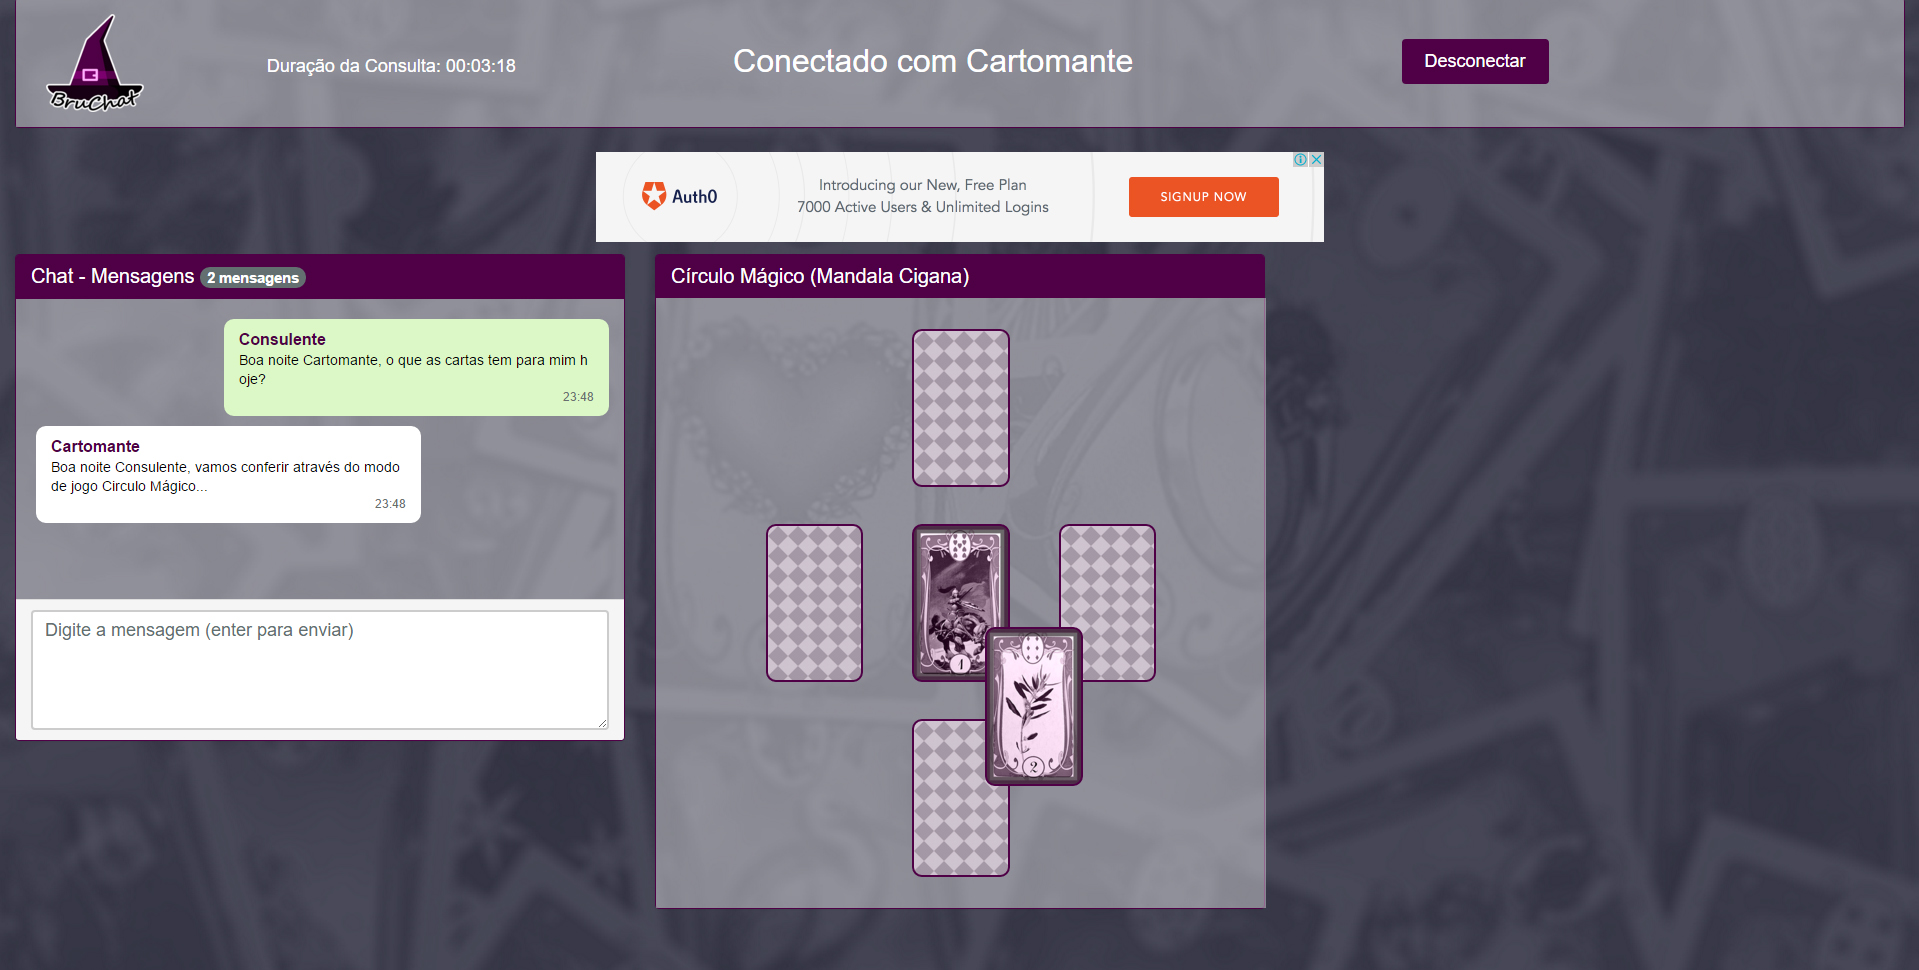 BruChat
Duração da Consulta: 00:03:18
Conectado com Cartomante
Desconectar
Auth0
Introducing our New, Free Plan
7000 Active Users & Unlimited Logins
SIGNUP NOW
Chat - Mensagens 2 mensagens
Consulente
Boa noite Cartomante, o que as cartas tem para mim h
oje?
23:48
Cartomante
Boa noite Consulente, vamos conferir através do modo
de jogo Circulo Mágico...
23:48
Digite a mensagem (enter para enviar)
Círculo Mágico (Mandala Cigana)
1
2